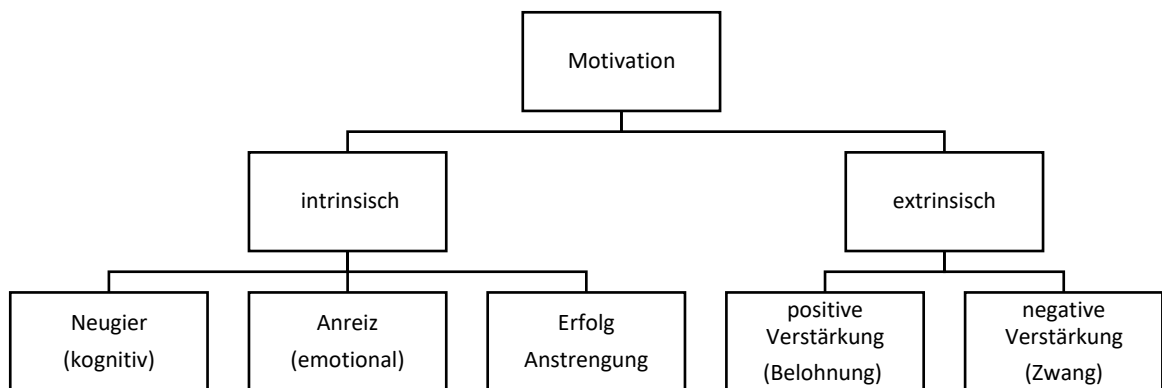 Motivation
intrinsisch
extrinsisch
Neugier
(kognitiv)
Anreiz
(emotional)
Erfolg
Anstrengung
positive
Verstärkung
(Belohnung)
negative
Verstärkung
(Zwang)